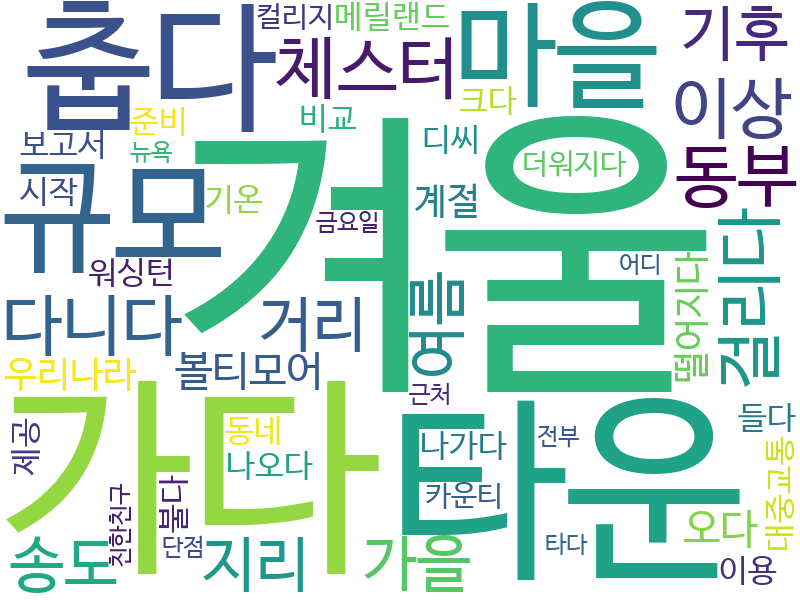 컬리지
메릴랜드
춥다
체스터
마을
기후
준비
비교
크다
이상
보고서
뉴욕
디씨
더워지다
동부
시작
기온
규모
겨울
금요일
계절
워싱턴
어디
떨어지다
걸리다
다니다
거리
여름
우리나라
볼티모어
근처
가다
타운
제공
동네
나가다
전부
들다
나오다
친한친구
붇다
카운티
대중교통
송도
단점
지리
가을
타다
오다
이용